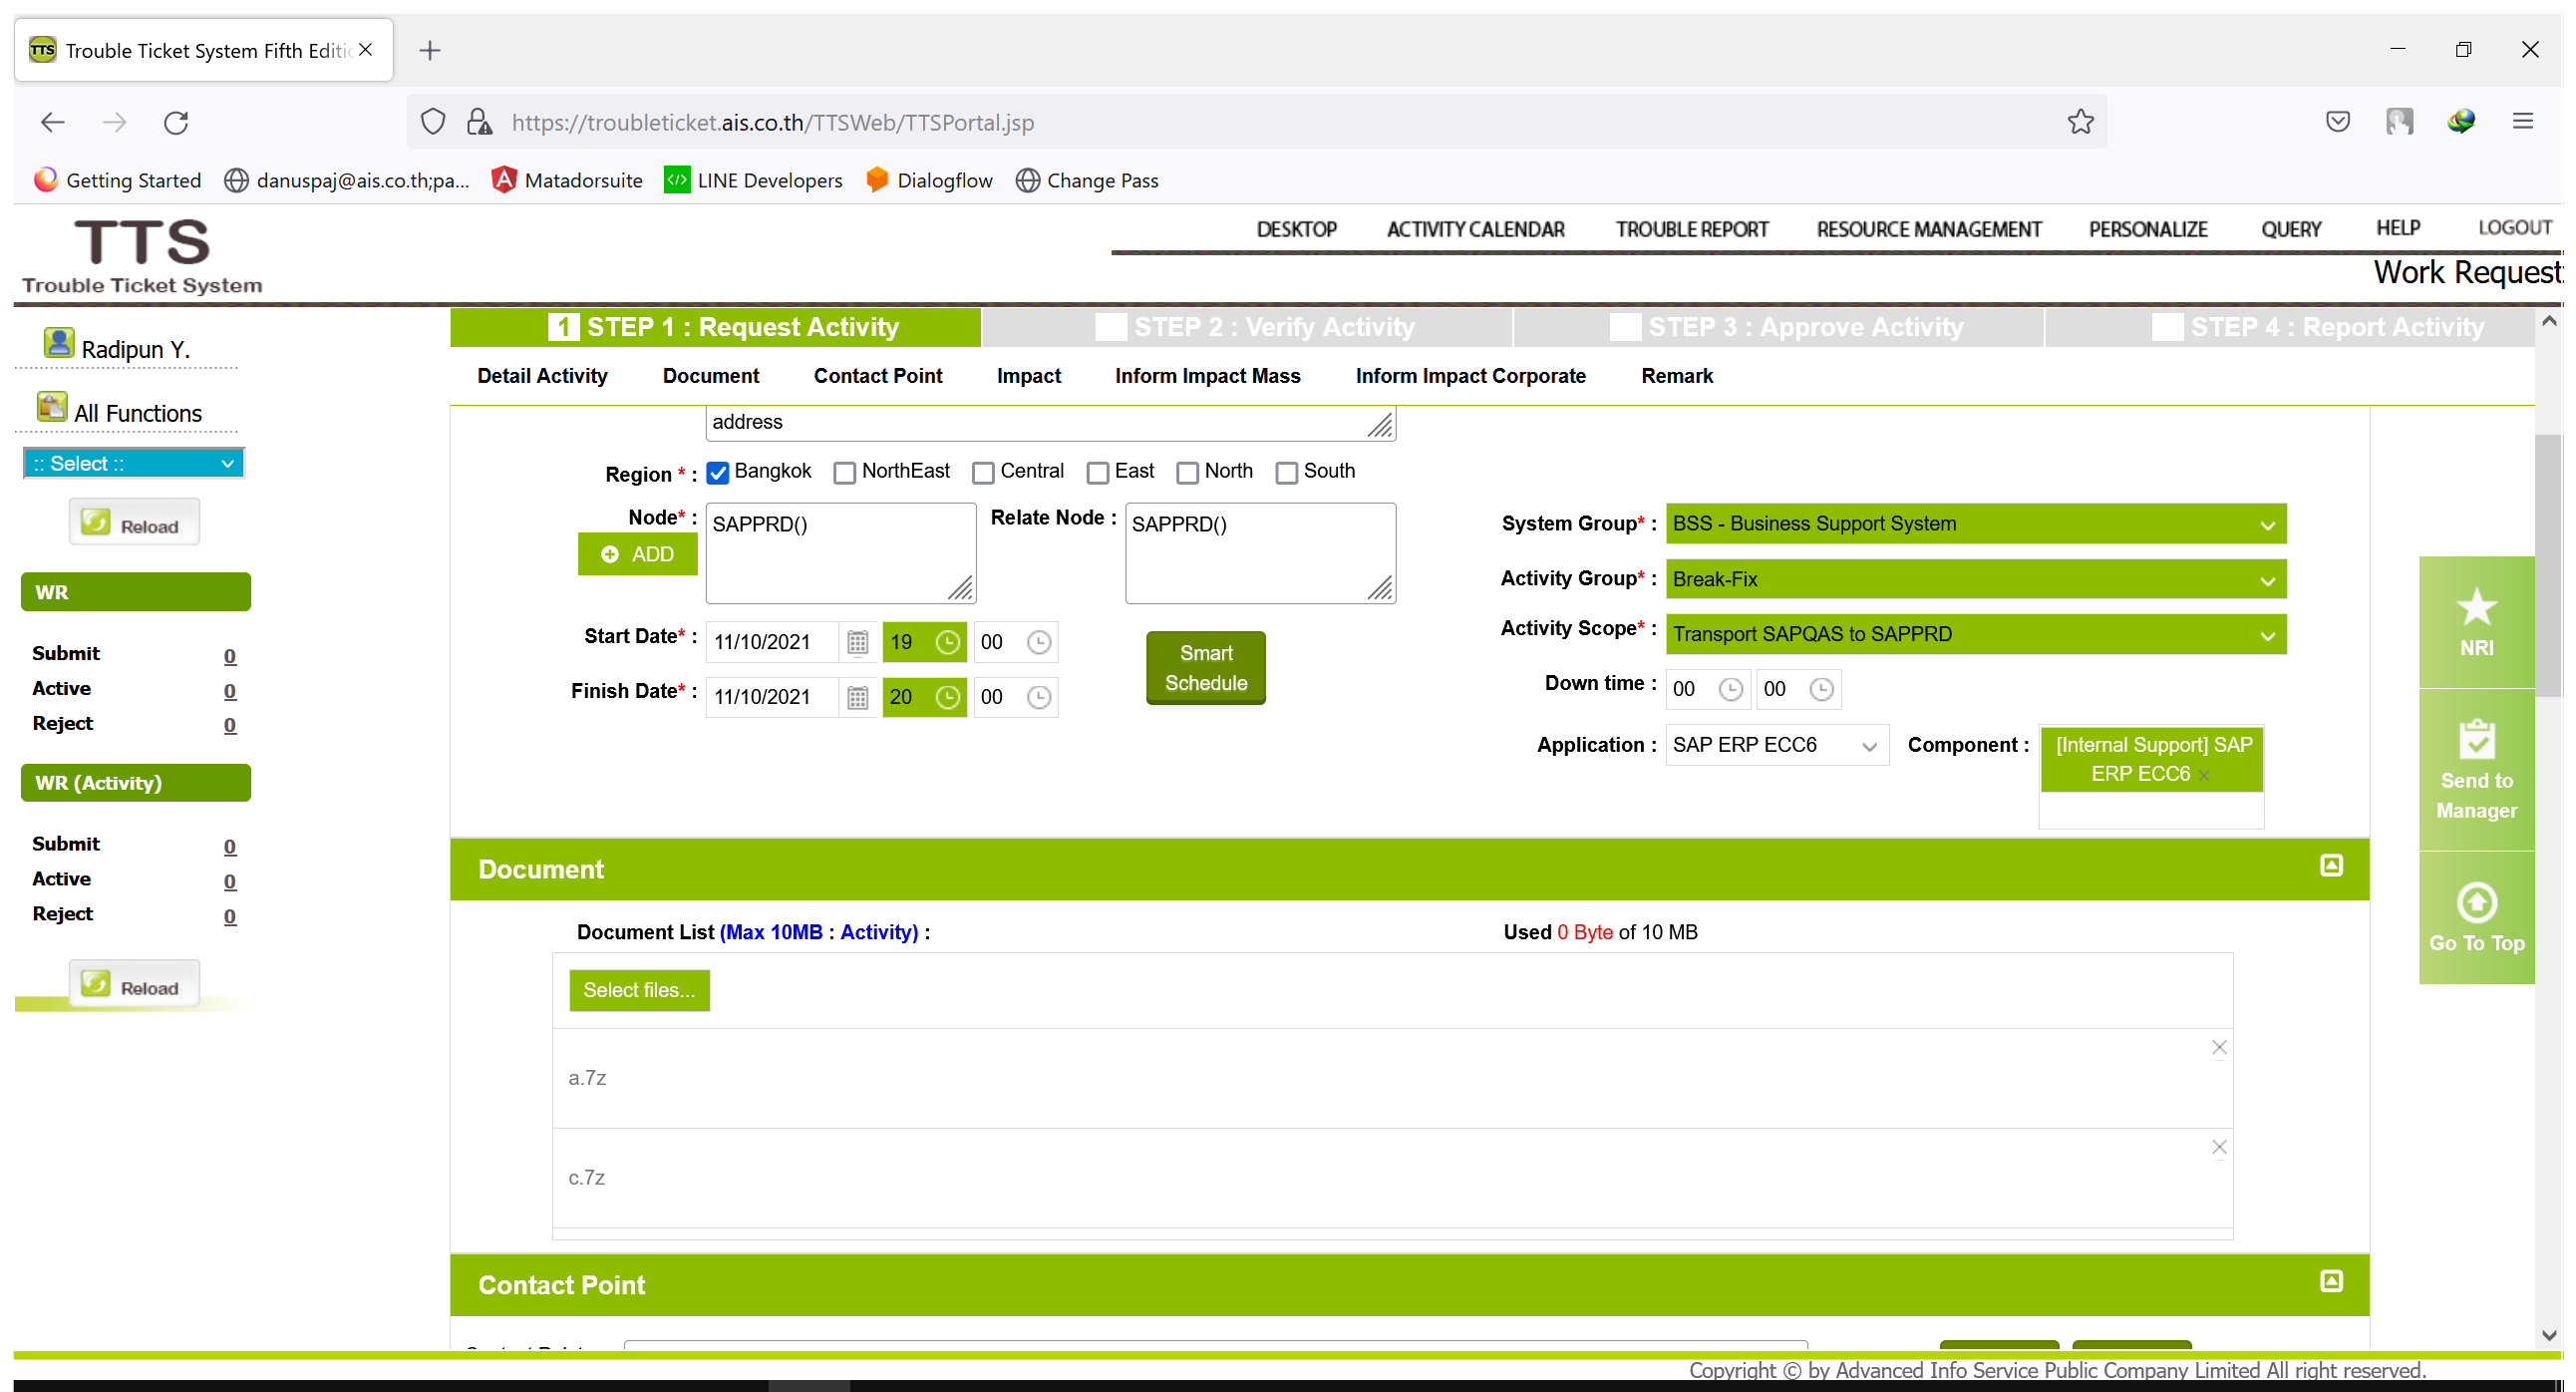 TTS Trouble Ticket System Fifth Editi
https://troubleticket.ais.co.th/TTSWeb/TTSPortal.jsp
Getting Started danuspaj@ais.co.th;pa... Matadorsuite LINE Developers Dialogflow Change Pass
TTS
Trouble Ticket System
DESKTOP ACTIVITY CALENDAR TROUBLE REPORT RESOURCE MANAGEMENT PERSONALIZE QUERY HELP LOGOUT
Work Request
Radipun Y.
All Functions
:: Select ::
Reload
WR
Submit 0
Active 0
Reject 0
WR (Activity)
Submit 0
Active 0
Reject 0
Reload
1 STEP 1 : Request Activity STEP 2 : Verify Activity STEP 3 : Approve Activity STEP 4 : Report Activity
Detail Activity Document Contact Point Impact Inform Impact Mass Inform Impact Corporate Remark
address
Region * : Bangkok NorthEast Central East North South
Node* : SAPPRD() Relate Node : SAPPRD()
ADD
Start Date* : 11/10/2021 19 00
Finish Date* : 11/10/2021 20 00
Smart
Schedule
System Group* : BSS - Business Support System
Activity Group* : Break-Fix
Activity Scope* : Transport SAPQAS to SAPPRD
Down time : 00 00
Application : SAP ERP ECC6 Component : [Internal Support] SAP
ERP ECC6
NRI
Send to
Manager
Go To Top
Document
Document List (Max 10MB : Activity) : Used 0 Byte of 10 MB
Select files...
a.7z
c.7z
Contact Point
Copyright © by Advanced Info Service Public Company Limited All right reserved.